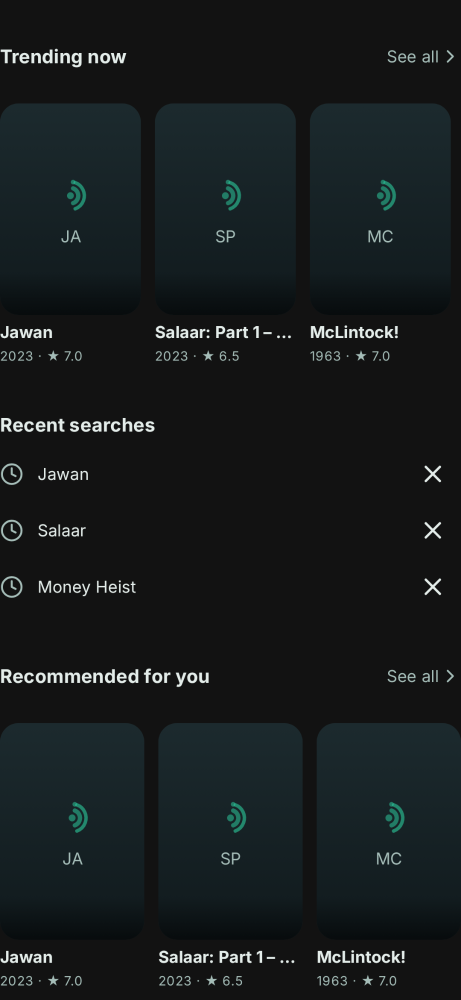 Trending now
See all
JA
SP
MC
Jawan
Salaar: Part 1 – ...
McLintock!
2023 · ★ 7.0
2023 · ★ 6.5
1963 · ★ 7.0
Recent searches
Jawan
Salaar
Money Heist
Recommended for you
See all
JA
SP
MC
Jawan
Salaar: Part 1 – ...
McLintock!
2023 · ★ 7.0
2023 · ★ 6.5
1963 · ★ 7.0